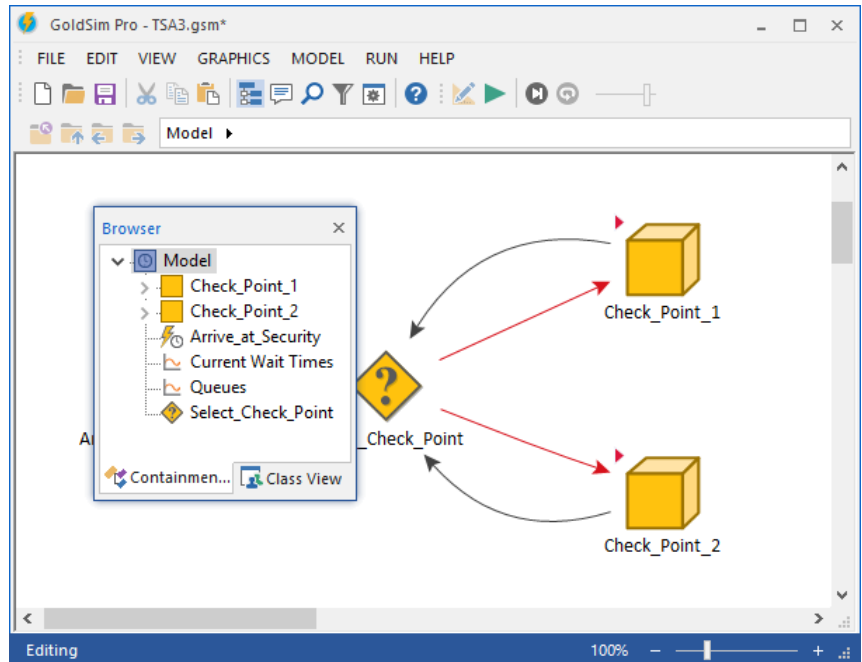 GoldSim Pro - TSA3.gsm*
FILE EDIT VIEW GRAPHICS MODEL RUN HELP
Model
Browser
Model
Check_Point_1
Check_Point_2
Arrive_at_Security
Current Wait Times
Queues
Select_Check_Point
Containmen... Class View
Check_Point_1
_Check_Point
Check_Point_2
Editing 100%